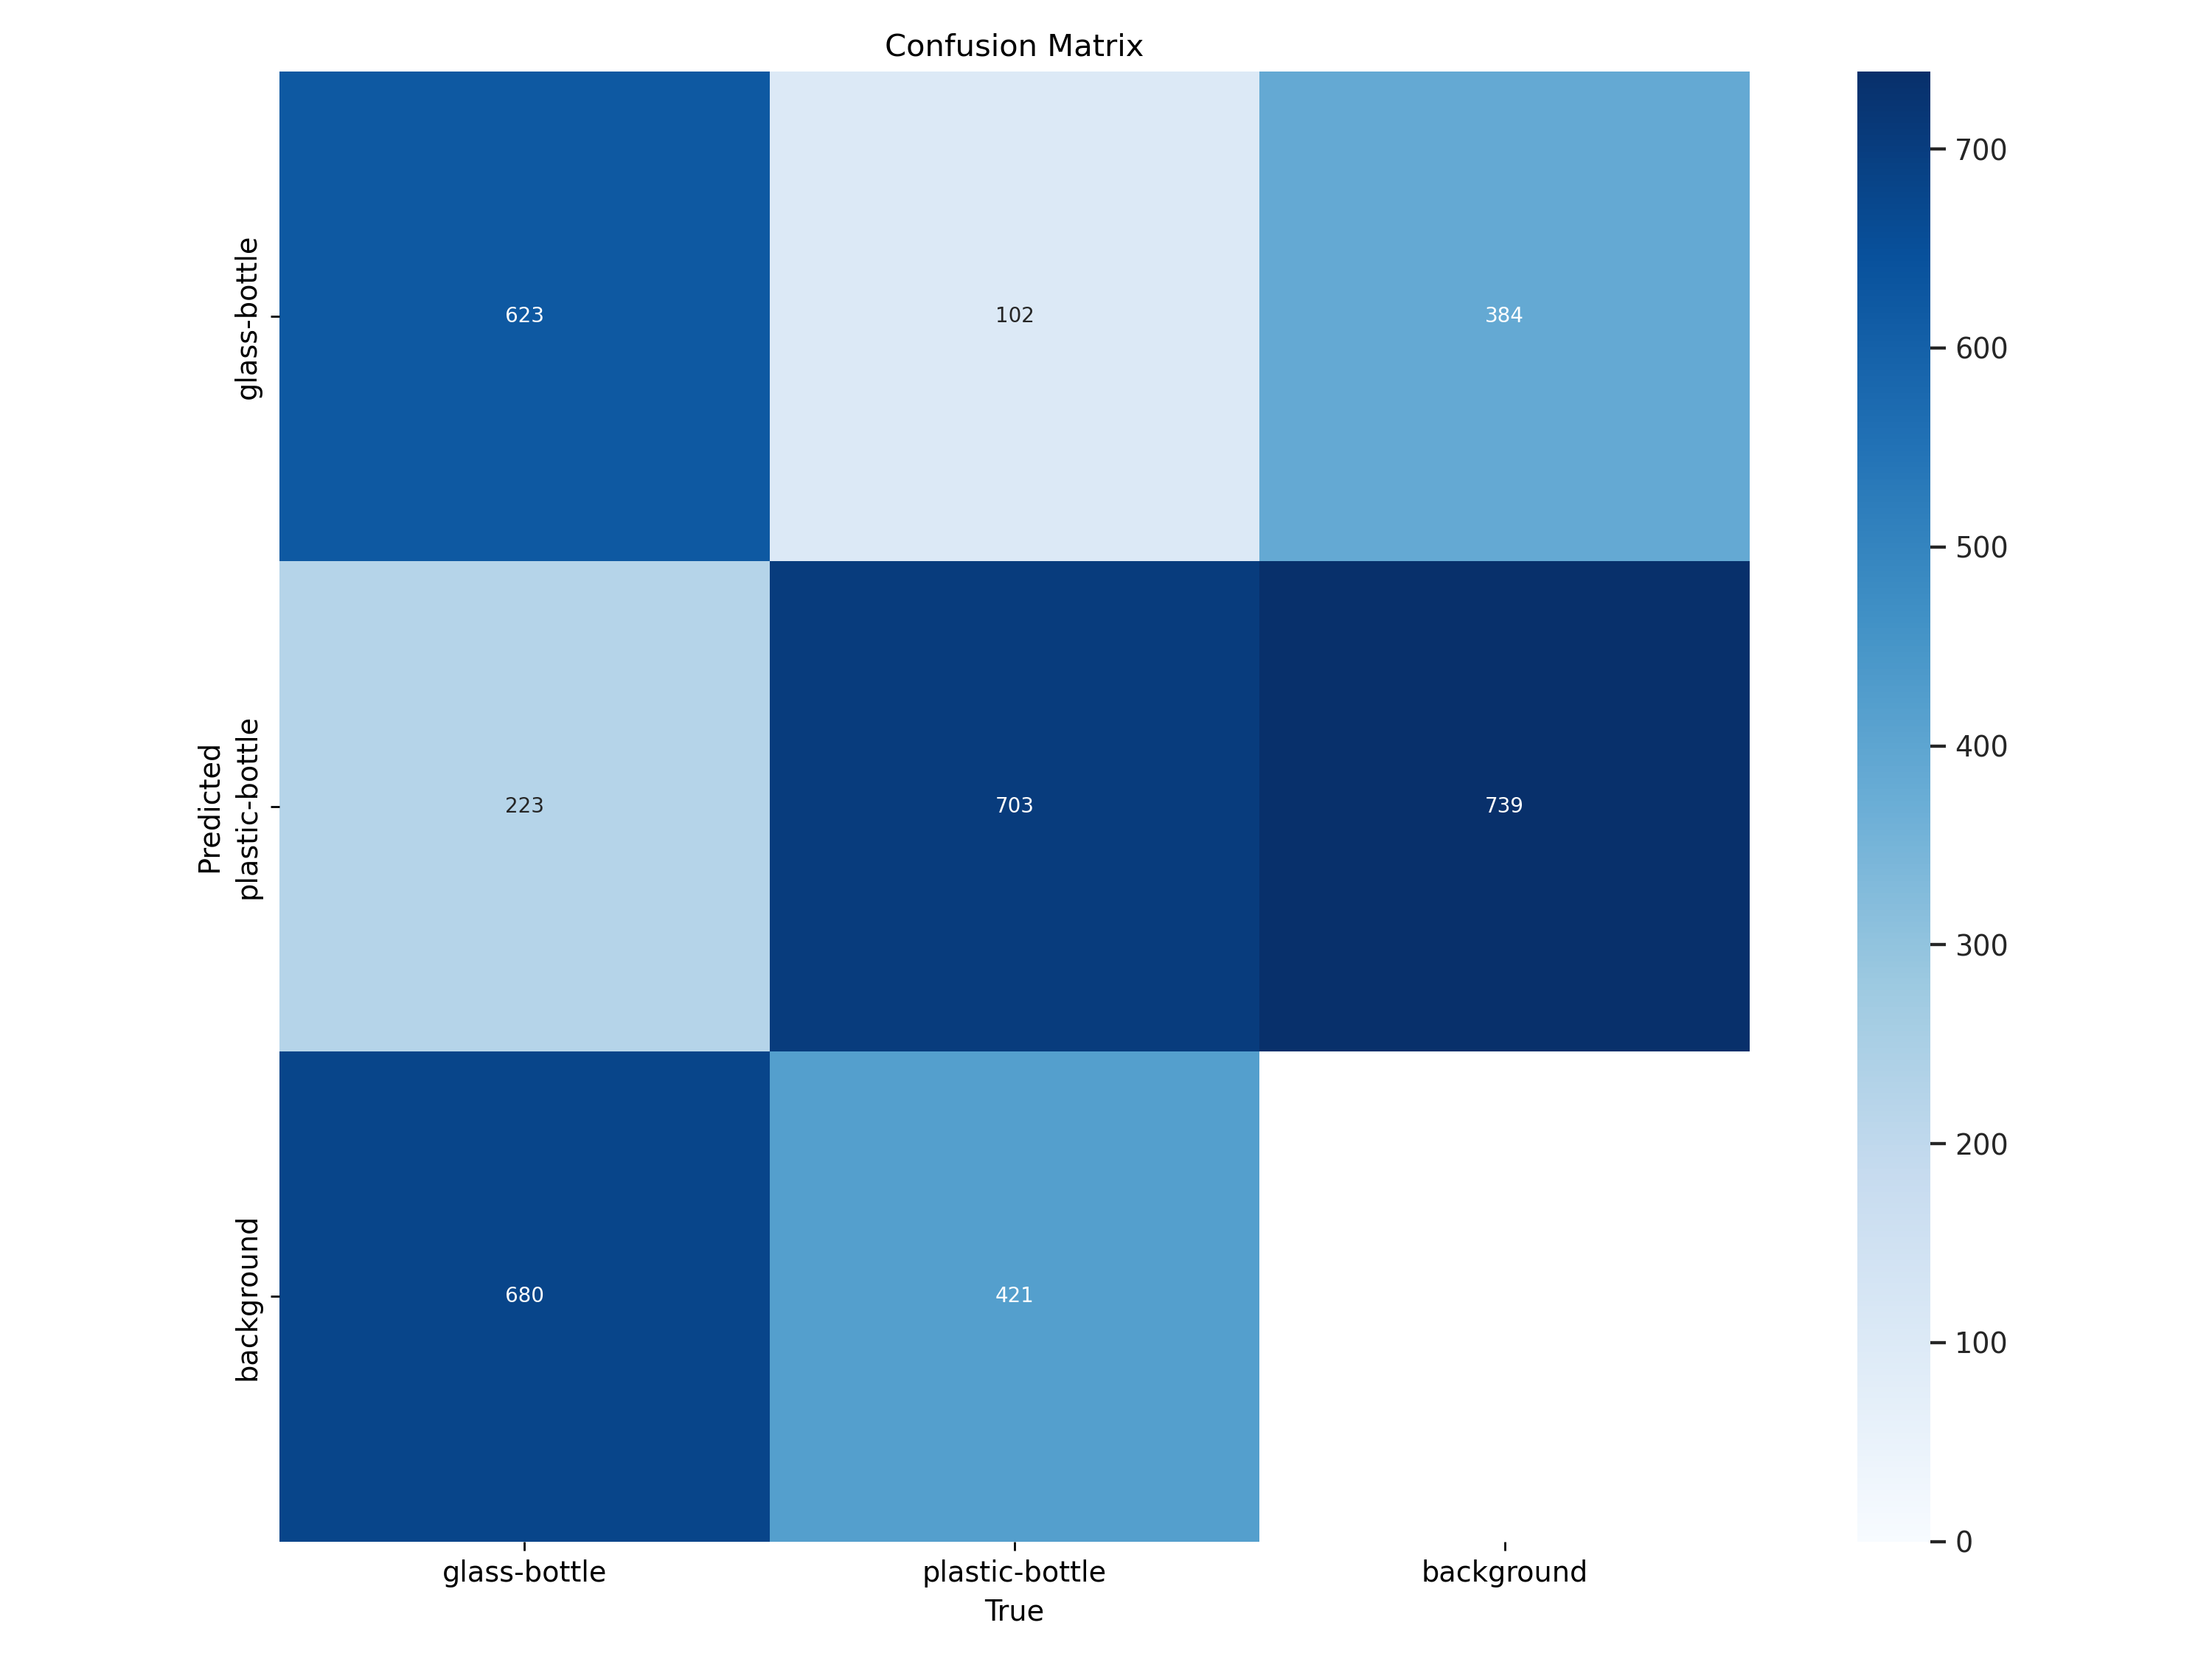 Confusion Matrix
glass-bottle
623
102
384
700
600
500
Predicted
plastic-bottle
223
703
739
400
300
background
680
421
200
100
0
glass-bottle
plastic-bottle
background
True